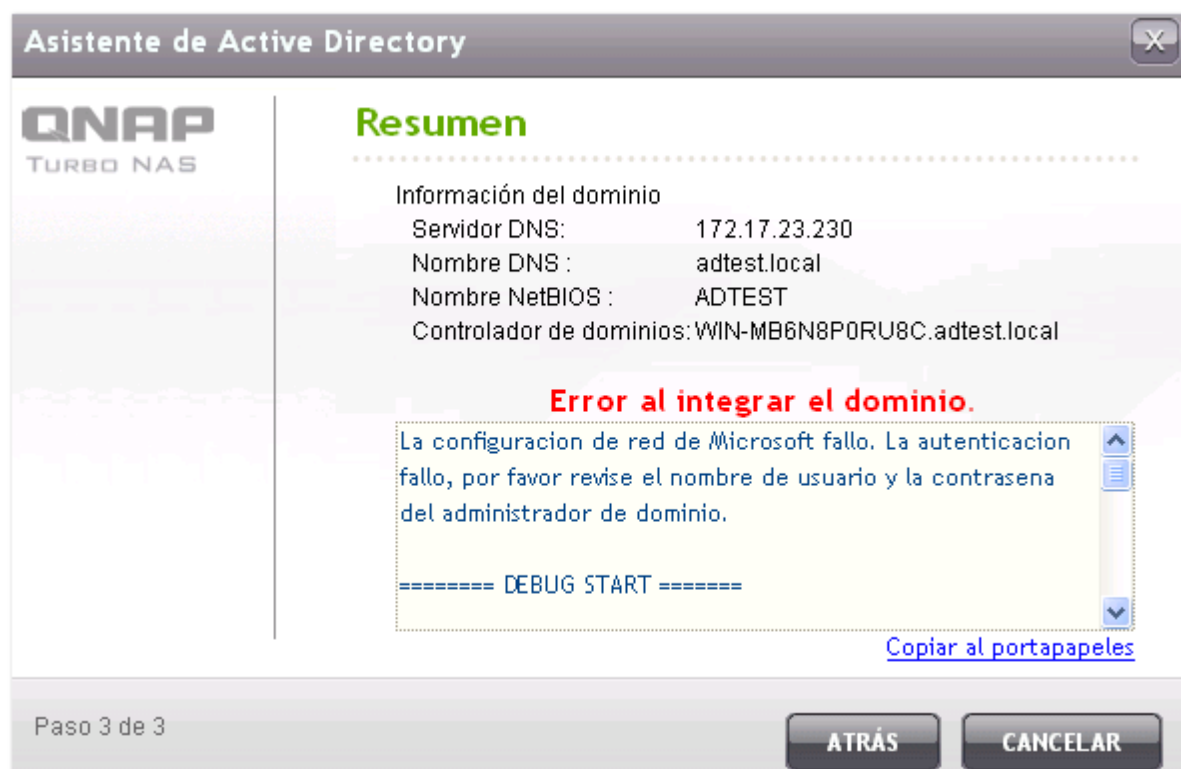 Asistente de Active Directory
X
QNAP
TURBO NAS
Resumen
Información del dominio
Servidor DNS: 172.17.23.230
Nombre DNS : adtest.local
Nombre NetBIOS : ADTEST
Controlador de dominios: WIN-MB6N8P0RU8C.adtest.local
Error al integrar el dominio.
La configuracion de red de Microsoft fallo. La autenticacion
fallo, por favor revise el nombre de usuario y la contrasena
del administrador de dominio.
======== DEBUG START =======
Copiar al portapapeles
Paso 3 de 3
ATRÁS
CANCELAR